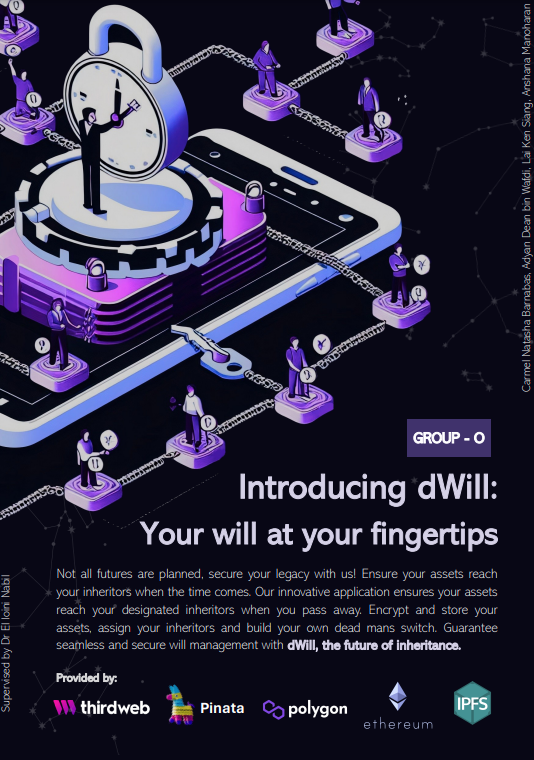 Carmel Natasha Barnabas, Adyan Dean bin Wafdi, Lai Ken Siang, Anshana Manoharan
GROUP - O
Introducing dWill:
Your will at your fingertips
Not all futures are planned, secure your legacy with us! Ensure your assets reach
your inheritors when the time comes. Our innovative application ensures your assets
reach your designated inheritors when you pass away. Encrypt and store your
assets, assign your inheritors and build your own dead mans switch. Guarantee
seamless and secure will management with dWill, the future of inheritance.
Supervised by Dr El loini Nabil
Provided by:
thirdweb
Pinata
polygon
ethereum
IPFS